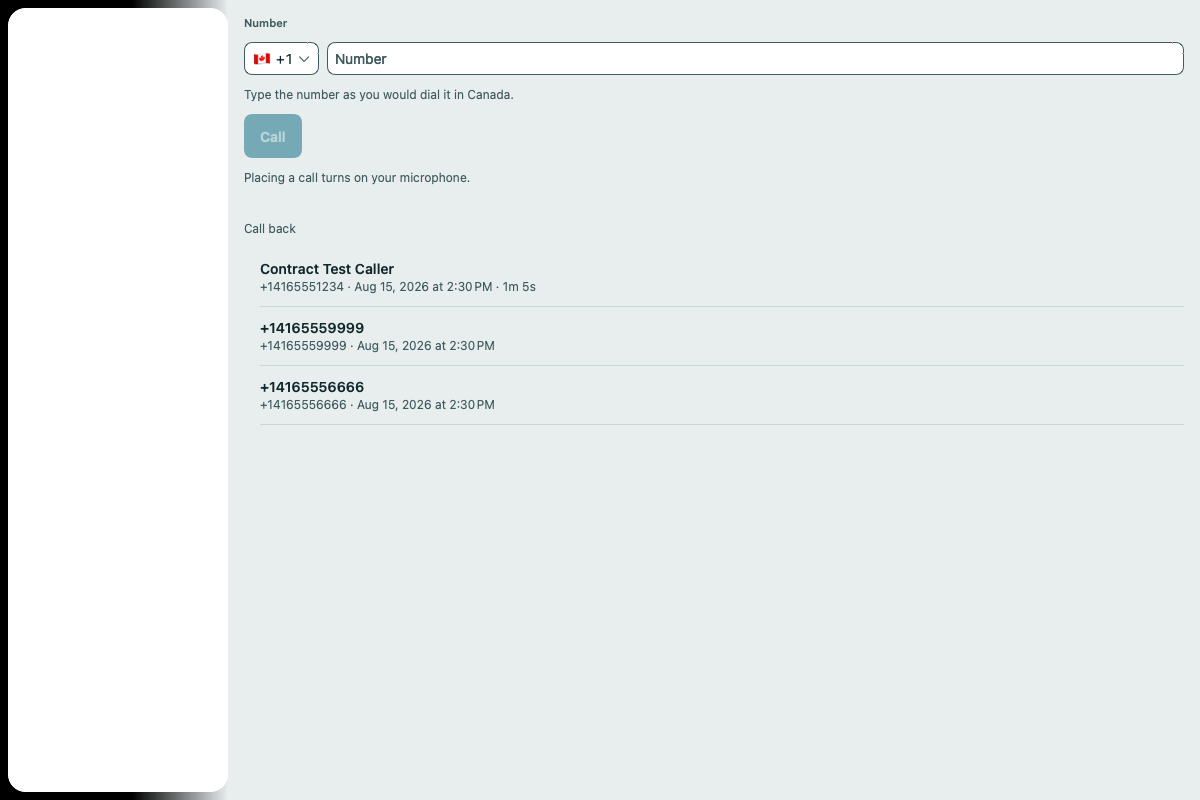 Number
+1
Number
Type the number as you would dial it in Canada.
Call
Placing a call turns on your microphone.
Call back
Contract Test Caller
+14165551234 · Aug 15, 2026 at 2:30 PM · 1m 5s
+14165559999
+14165559999 · Aug 15, 2026 at 2:30 PM
+14165556666
+14165556666 · Aug 15, 2026 at 2:30 PM